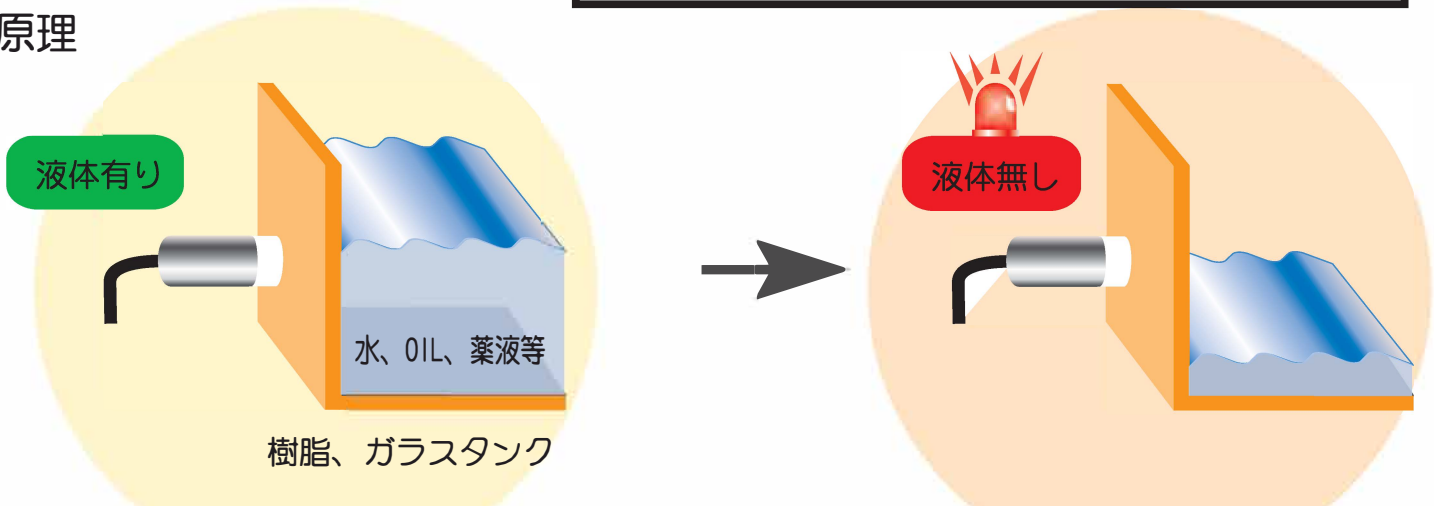 原理
液体有り
水、OIL、薬液等
樹脂、ガラスタンク
液体無し